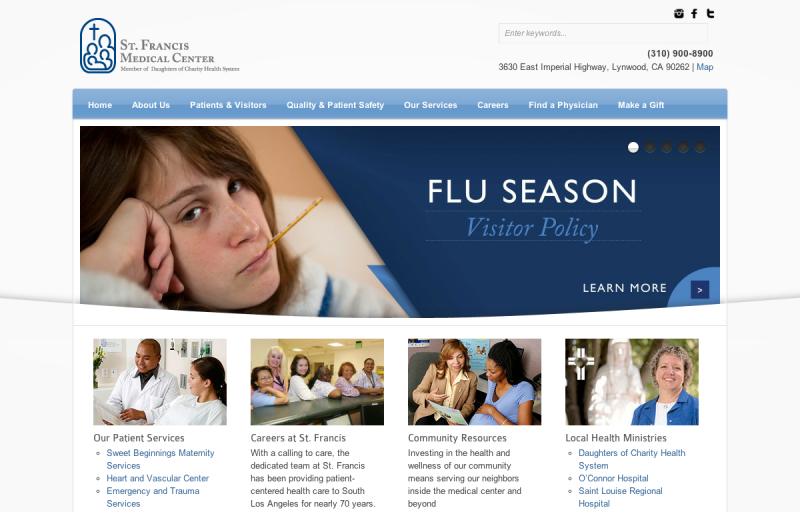 St. Francis
Medical Center
Member of Daughters of Charity Health System
Enter keywords...
(310) 900-8900
3630 East Imperial Highway, Lynwood, CA 90262 | Map
Home About Us Patients & Visitors Quality & Patient Safety Our Services Careers Find a Physician Make a Gift
FLU SEASON
Visitor Policy
LEARN MORE >
Our Patient Services
Sweet Beginnings Maternity
Services
Heart and Vascular Center
Emergency and Trauma
Services
Careers at St. Francis
With a calling to care, the
dedicated team at St. Francis
has been providing patient-
centered health care to South
Los Angeles for nearly 70 years.
Community Resources
Investing in the health and
wellness of our community
means serving our neighbors
inside the medical center and
beyond
Local Health Ministries
Daughters of Charity Health
System
O'Connor Hospital
Saint Louise Regional
Hospital